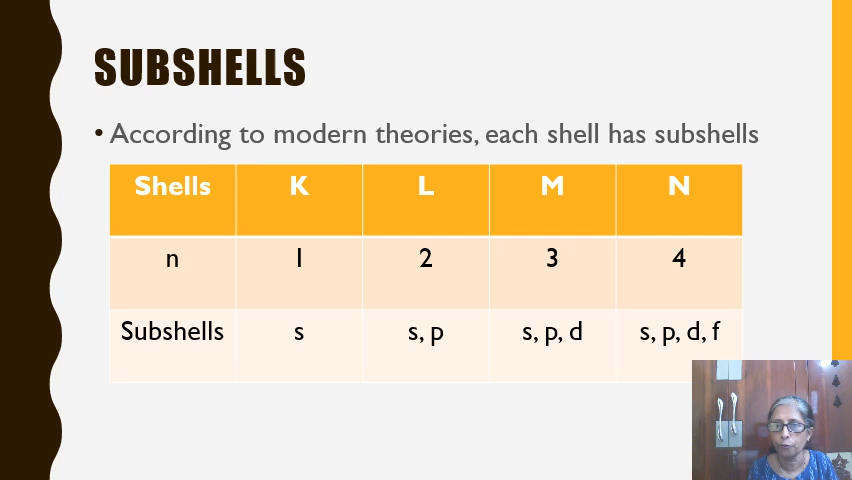 SUBSHELLS
• According to modern theories, each shell has subshells
Shells K L M N
n 1 2 3 4
Subshells s s, p s, p, d s, p, d, f